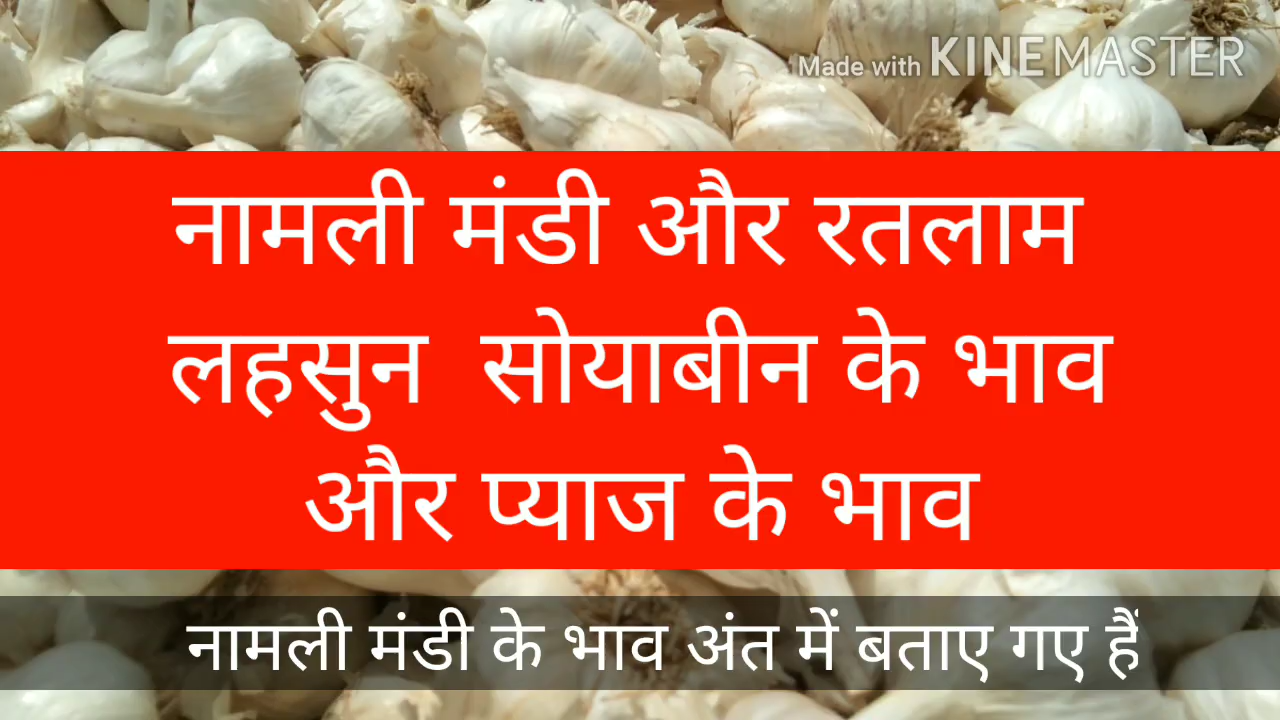 Made with KINEMASTER
नामली मंडी और रतलाम
लहसुन सोयाबीन के भाव
और प्याज के भाव
नामली मंडी के भाव अंत में बताए गए हैं